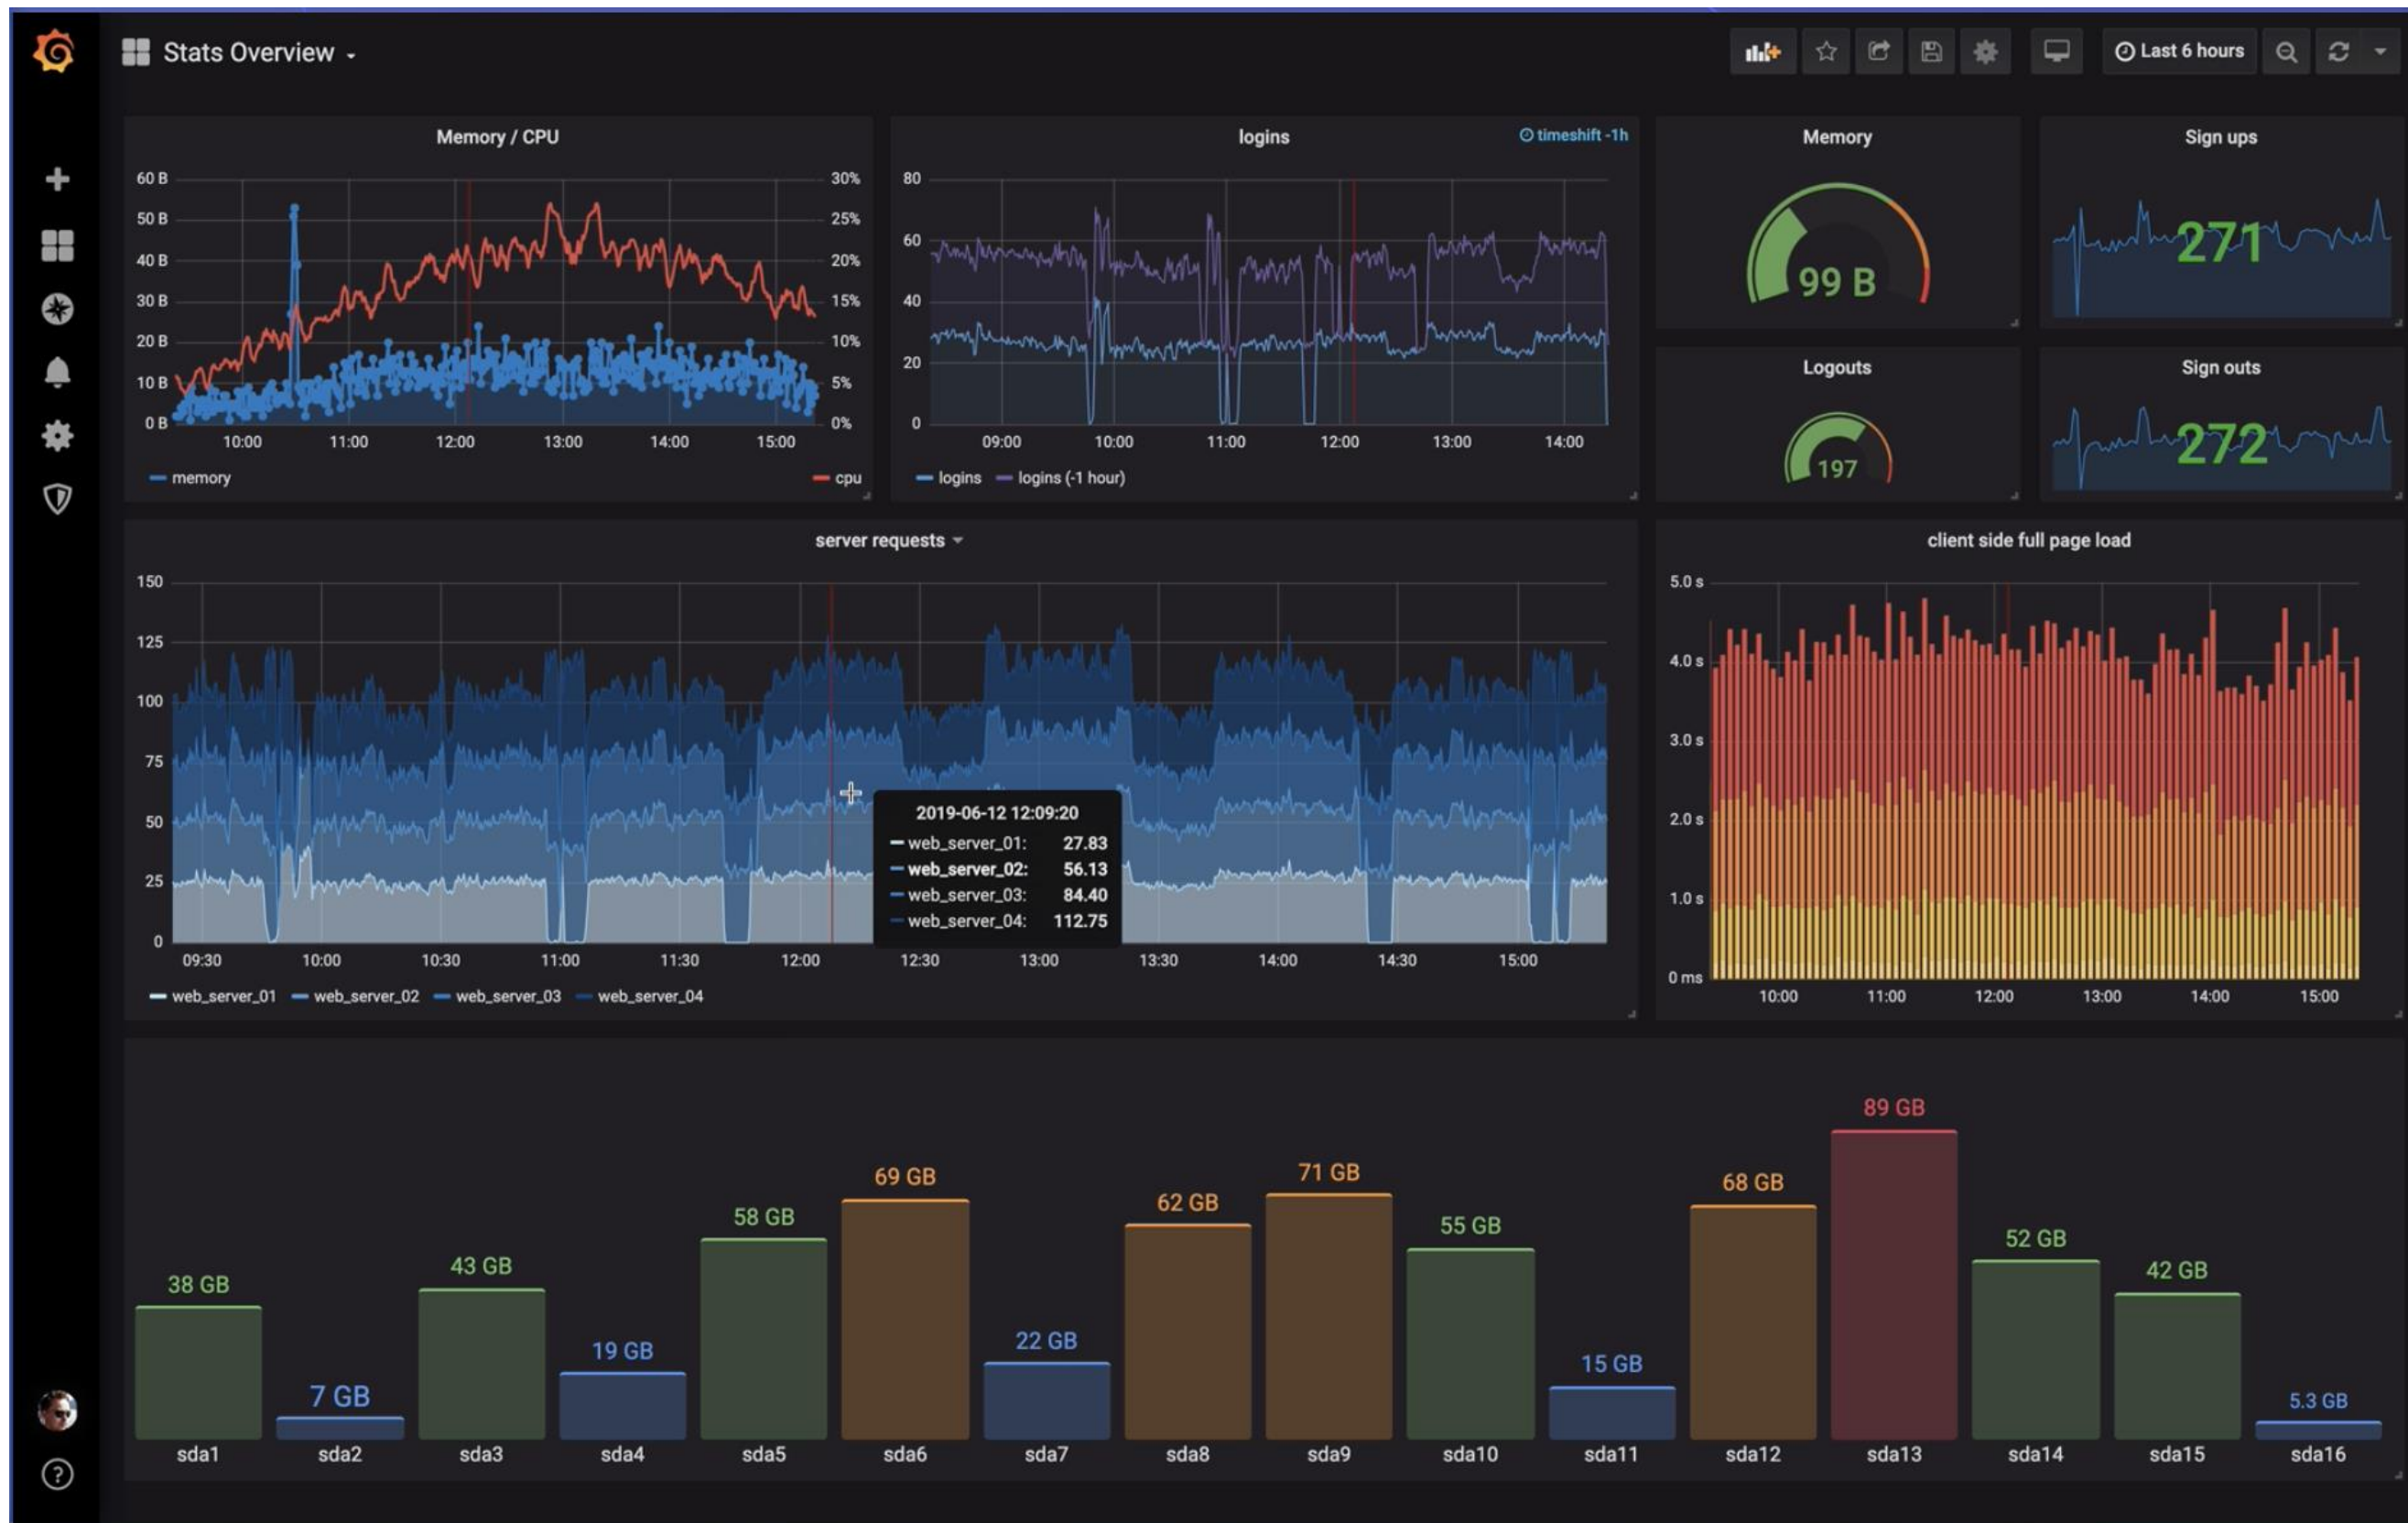 Stats Overview
Last 6 hours
Memory / CPU
60 B
50 B
40 B
30 B
20 B
10 B
0 B
30%
25%
20%
15%
10%
5%
0%
10:00 11:00 12:00 13:00 14:00 15:00
memory cpu
logins
timeshift -1h
80
60
40
20
0
09:00 10:00 11:00 12:00 13:00 14:00
logins logins (-1 hour)
Memory
99 B
Sign ups
271
Logouts
197
Sign outs
272
server requests
150
125
100
75
50
25
0
09:30 10:00 10:30 11:00 11:30 12:00 12:30 13:00 13:30 14:00 14:30 15:00
2019-06-12 12:09:20
web_server_01: 27.83
web_server_02: 56.13
web_server_03: 84.40
web_server_04: 112.75
web_server_01 web_server_02 web_server_03 web_server_04
client side full page load
5.0 s
4.0 s
3.0 s
2.0 s
1.0 s
0 ms
10:00 11:00 12:00 13:00 14:00 15:00
38 GB 7 GB 43 GB 19 GB 58 GB 69 GB 22 GB 62 GB 71 GB 55 GB 15 GB 68 GB 89 GB 52 GB 42 GB 5.3 GB
sda1 sda2 sda3 sda4 sda5 sda6 sda7 sda8 sda9 sda10 sda11 sda12 sda13 sda14 sda15 sda16